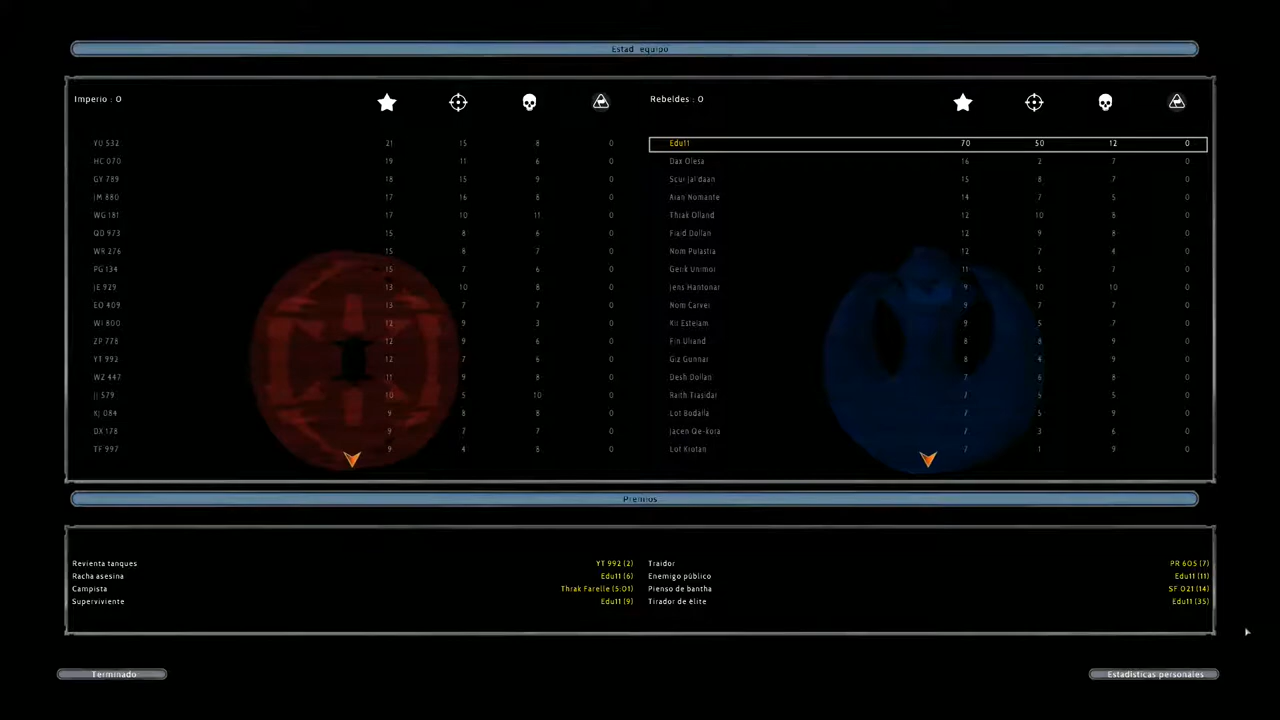 Estad equipo
Imperio : 0
Rebeldes : 0
YU 532 21 15 8 0
HC 070 19 11 6 0
GY 789 18 15 9 0
JM 880 17 16 8 0
WG 181 17 10 11 0
QD 973 15 8 6 0
WR 276 15 8 7 0
PG 134 15 7 6 0
JE 929 13 10 8 0
EO 409 13 7 7 0
WI 800 12 9 3 0
ZP 778 12 9 6 0
YT 992 12 7 6 0
WZ 447 11 9 8 0
JJ 579 10 5 10 0
KJ 084 9 8 8 0
DX 178 9 7 7 0
TF 997 9 4 8 0
Edu11 70 50 12 0
Dax Olesa 16 2 7 0
15 8 7 0
Aian Nomante 14 7 5 0
Thrak Olland 12 10 8 0
Fiaid Dollan 12 9 8 0
Nom Pulastia 12 7 4 0
Gerik Unimor 11 5 7 0
Jens Hantonar 9 10 10 0
Nom Carvei 9 7 7 0
Kii Estelam 9 5 7 0
Fin Uliand 8 8 9 0
Giz Gunnar 8 4 9 0
Desh Dollan 7 6 8 0
Raith Trasidar 7 5 5 0
Lot Bodalla 7 5 9 0
Jacen Qe-kora 7 3 6 0
Lot Krotan 7 1 9 0
Premios
Revienta tanques YT 992 (2)
Racha asesina Edu11 (6)
Campista Thrak Farelle (5:01)
Superviviente Edu11 (9)
Traidor PR 605 (7)
Enemigo público Edu11 (11)
Pienso de bantha SF 021 (14)
Tirador de élite Edu11 (35)
Terminado
Estadísticas personales